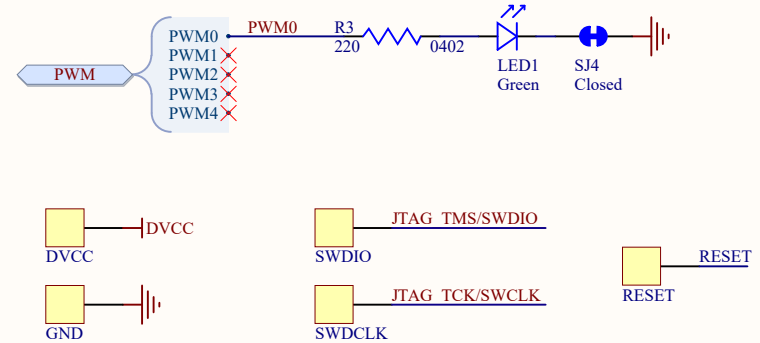 PWM0 PWM0 R3
220 0402
PWM1
PWM PWM2
PWM3
PWM4
LED1 SJ4
Green Closed
DVCC JTAG_TMS/SWDIO
DVCC SWDIO
RESET
JTAG_TCK/SWCLK RESET
GND SWDCLK